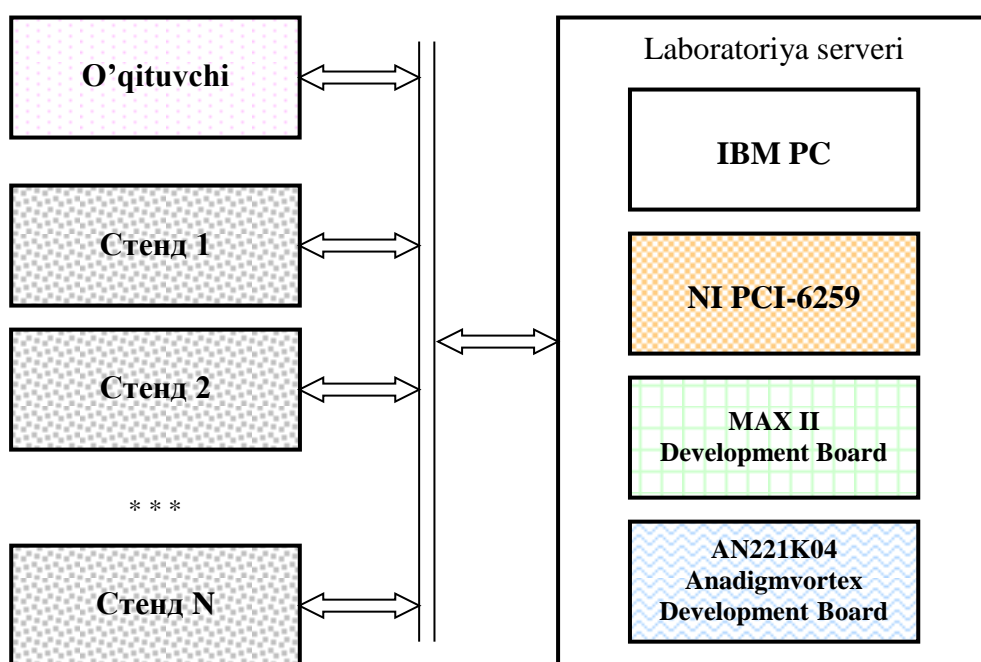 O’qituvchi
Стенд 1
Стенд 2
* * *
Стенд N
Laboratoriya serveri
IBM PC
NI PCI-6259
MAX II
Development Board
AN221K04
Anadigmvortex
Development Board